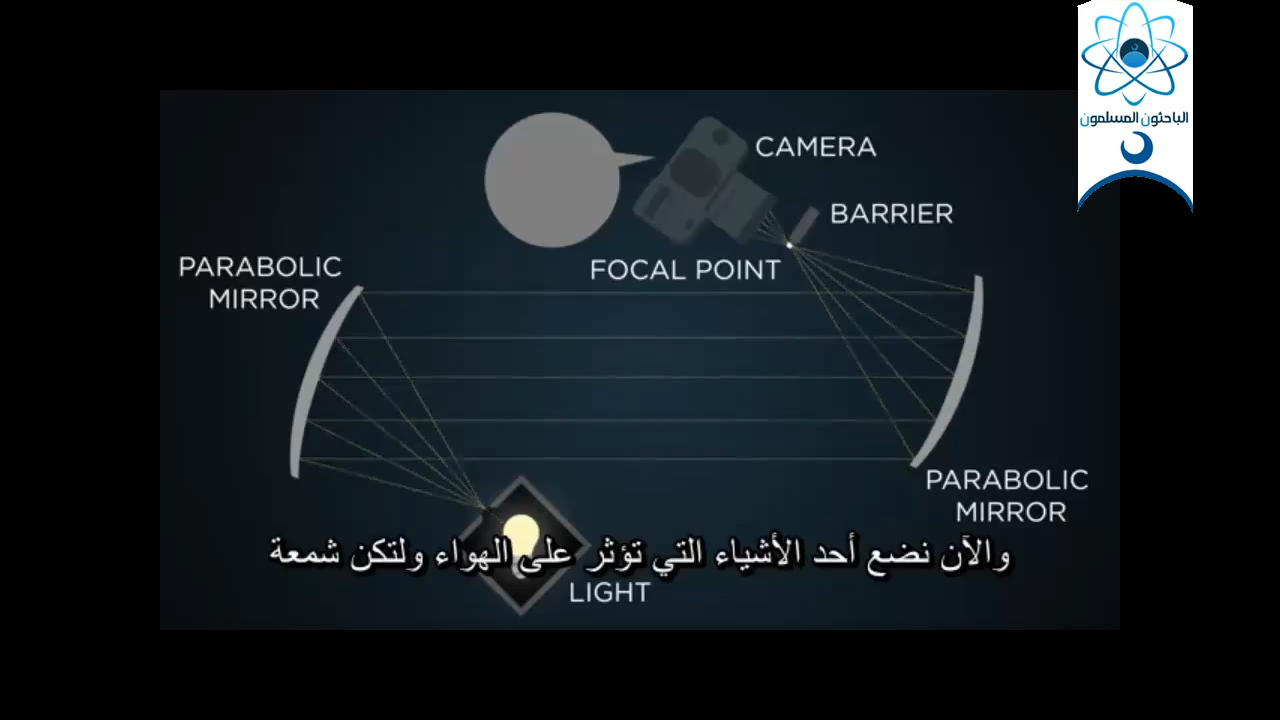 الباحثون المسلمون
CAMERA
BARRIER
FOCAL POINT
PARABOLIC
MIRROR
PARABOLIC
MIRROR
والآن نضع أحد الأشياء التي تؤثر على الهواء ولتكن شمعة
LIGHT